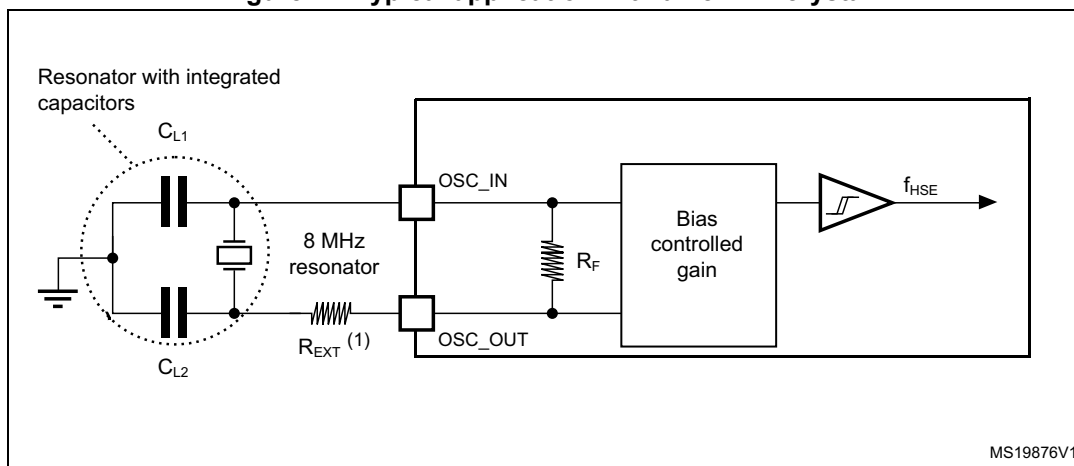 Resonator with integrated
capacitors
CL1
OSC_IN
fHSE
8 MHz
resonator
RF
Bias
controlled
gain
REXT (1)
OSC_OUT
CL2
MS19876V1